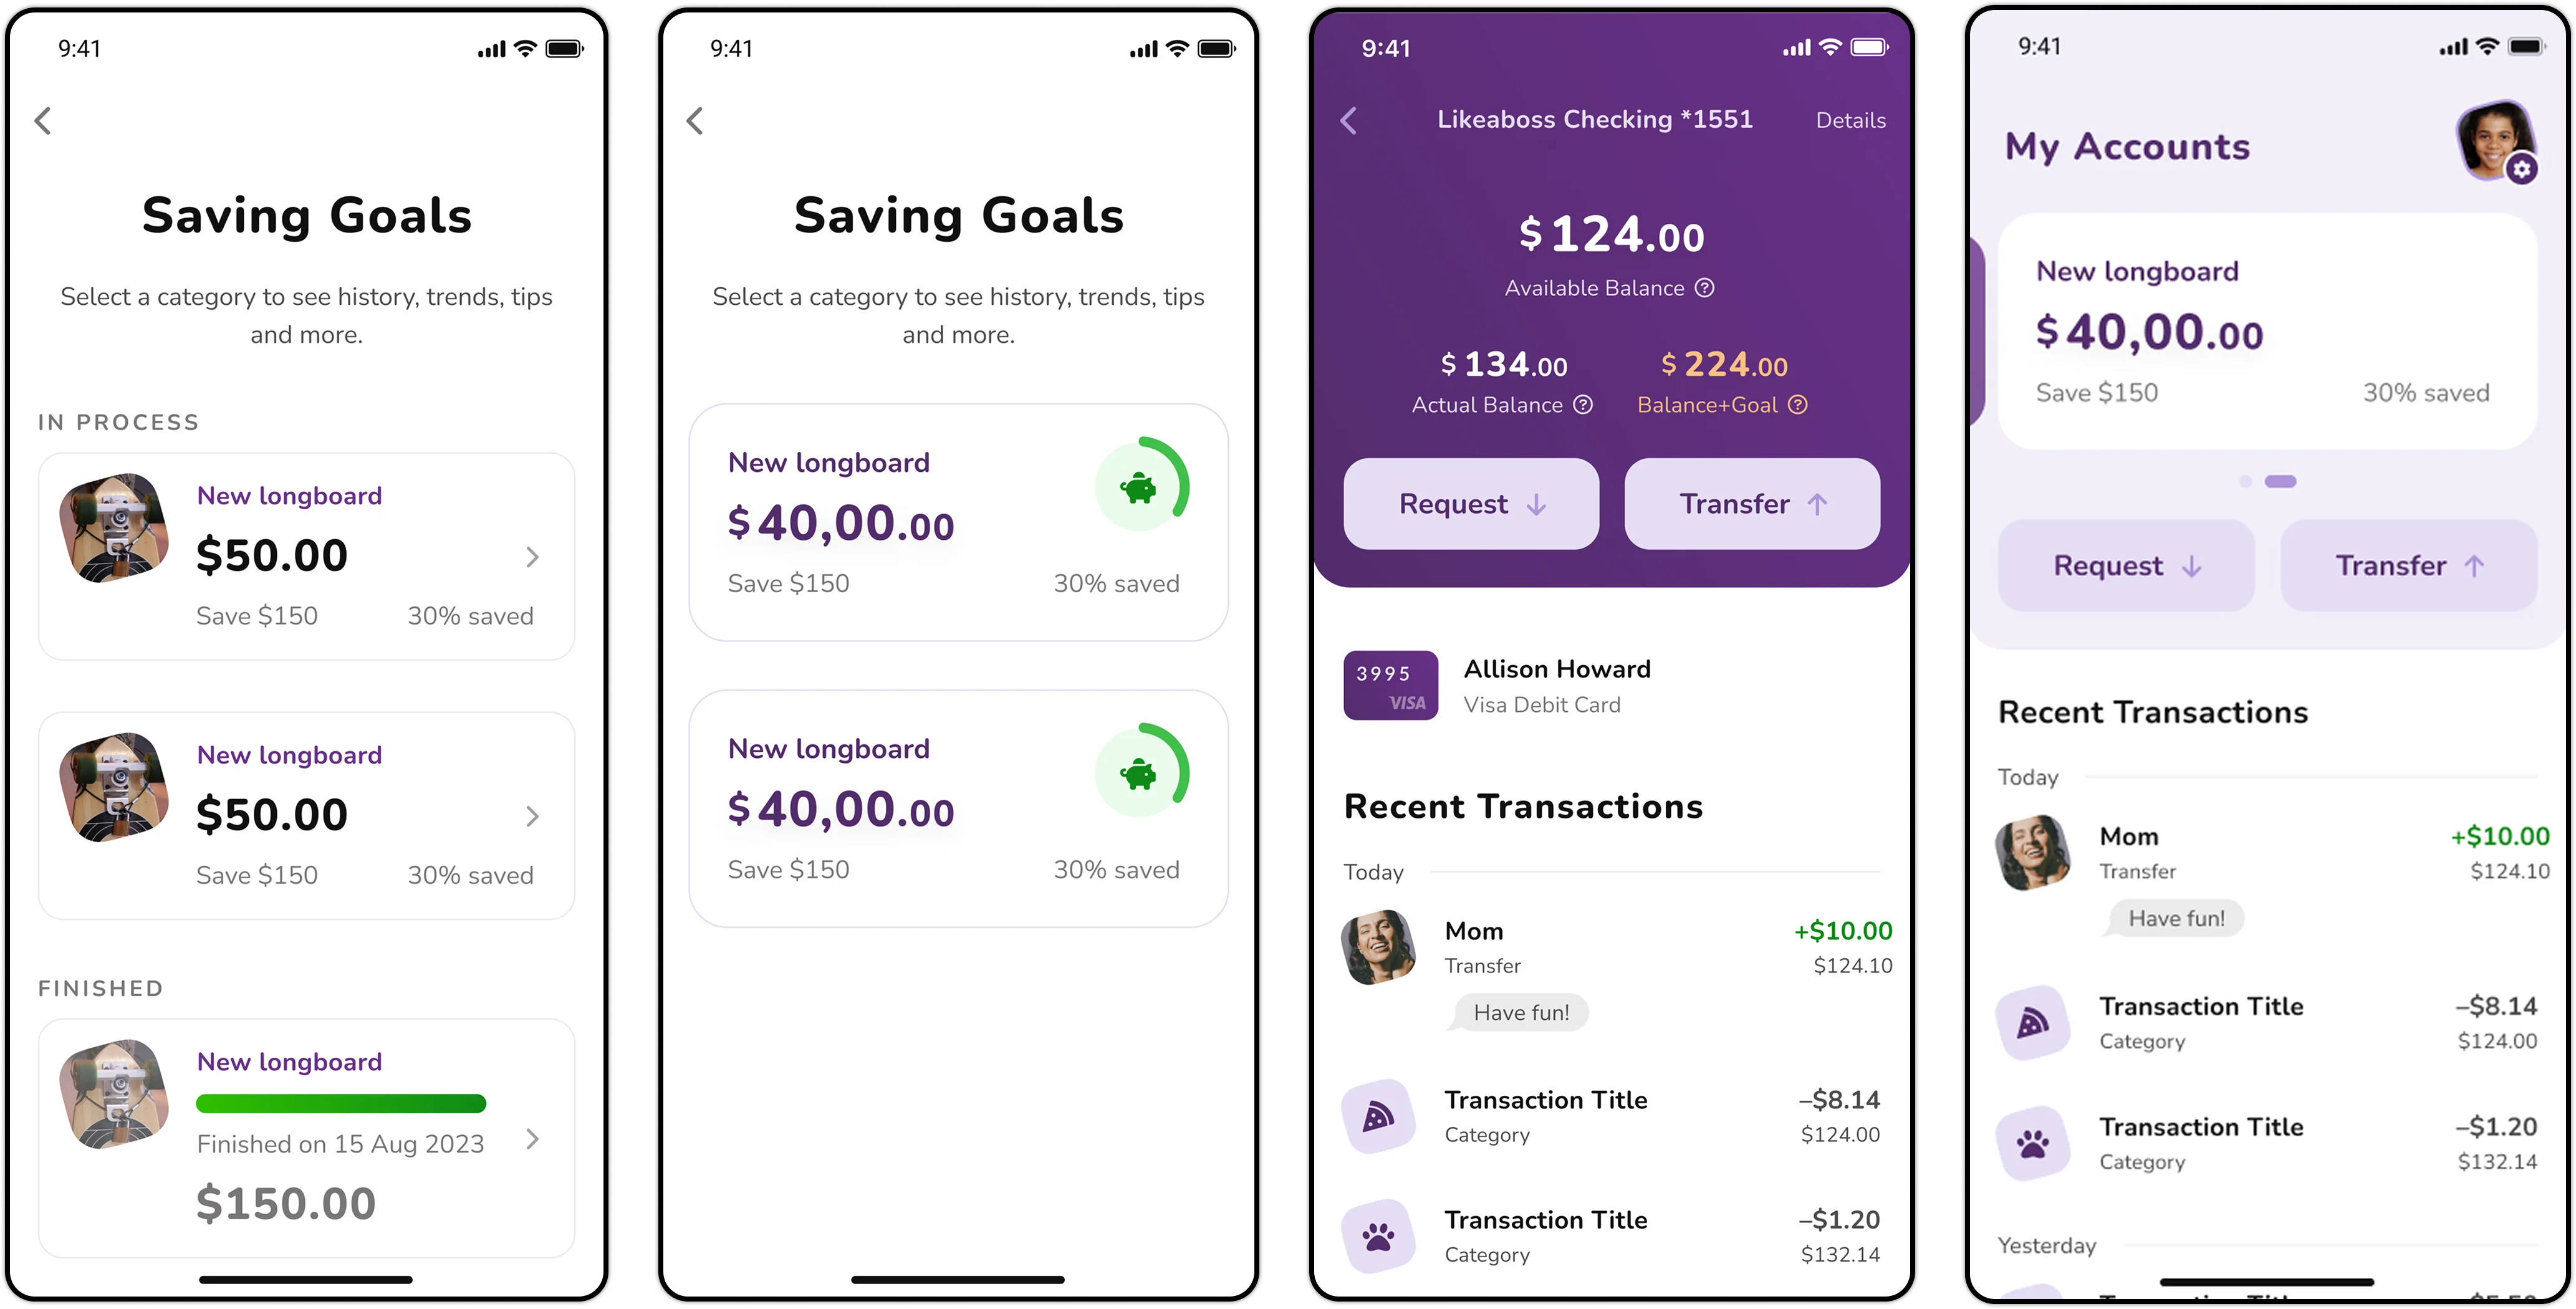 9:41
Saving Goals
Select a category to see history, trends, tips
and more.
IN PROCESS
New longboard
$50.00
Save $150 30% saved
New longboard
$50.00
Save $150 30% saved
FINISHED
New longboard
Finished on 15 Aug 2023
$150.00
9:41
Saving Goals
Select a category to see history, trends, tips
and more.
New longboard
$40,00.00
Save $150 30% saved
New longboard
$40,00.00
Save $150 30% saved
9:41
Likeaboss Checking *1551 Details
$124.00
Available Balance ?
$134.00 $224.00
Actual Balance ? Balance+Goal ?
Request ↓ Transfer ↑
3995
VISA
Allison Howard
Visa Debit Card
Recent Transactions
Today
Mom +$10.00
Transfer $124.10
Have fun!
Transaction Title –$8.14
Category $124.00
Transaction Title –$1.20
Category $132.14
9:41
My Accounts
New longboard
$40,00.00
Save $150 30% saved
Request ↓ Transfer ↑
Recent Transactions
Today
Mom +$10.00
Transfer $124.10
Have fun!
Transaction Title –$8.14
Category $124.00
Transaction Title –$1.20
Category $132.14
Yesterday